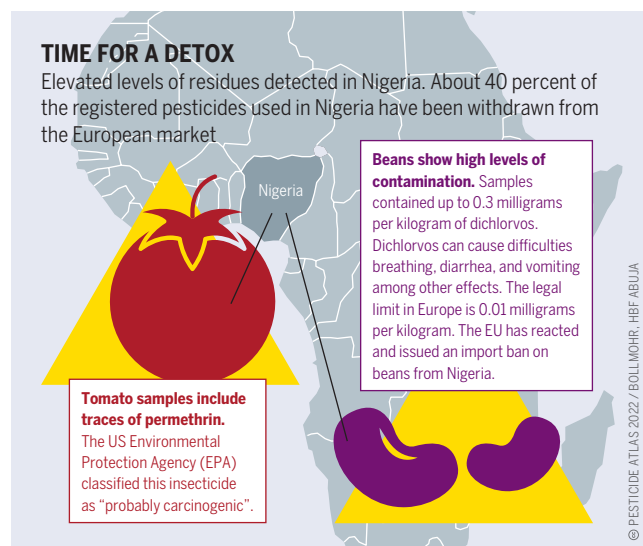 TIME FOR A DETOX
Elevated levels of residues detected in Nigeria. About 40 percent of
the registered pesticides used in Nigeria have been withdrawn from
the European market
Nigeria
Beans show high levels of
contamination. Samples
contained up to 0.3 milligrams
per kilogram of dichlorvos.
Dichlorvos can cause difficulties
breathing, diarrhea, and vomiting
among other effects. The legal
limit in Europe is 0.01 milligrams
per kilogram. The EU has reacted
and issued an import ban on
beans from Nigeria.
Tomato samples include
traces of permethrin.
The US Environmental
Protection Agency (EPA)
classified this insecticide
as “probably carcinogenic”.
PESTICIDE ATLAS 2022 / BOLLMOHR, HBF ABUJA